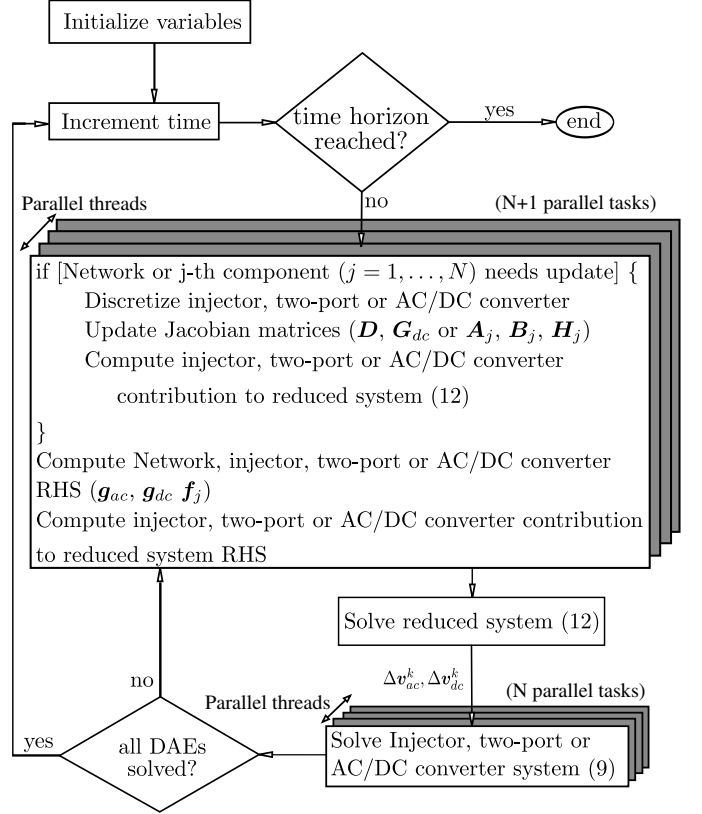 Initialize variables
Increment time
time horizon
reached?
yes
end
no
Parallel threads
(N+1 parallel tasks)
if [Network or j-th component (j = 1, . . . , N) needs update] {
Discretize injector, two-port or AC/DC converter
Update Jacobian matrices (D, G_dc or A_j, B_j, H_j)
Compute injector, two-port or AC/DC converter
contribution to reduced system (12)
}
Compute Network, injector, two-port or AC/DC converter
RHS (g_ac, g_dc f_j)
Compute injector, two-port or AC/DC converter contribution
to reduced system RHS
Solve reduced system (12)
Δv^k_ac, Δv^k_dc
no
Parallel threads
(N parallel tasks)
yes
all DAEs
solved?
Solve Injector, two-port or
AC/DC converter system (9)